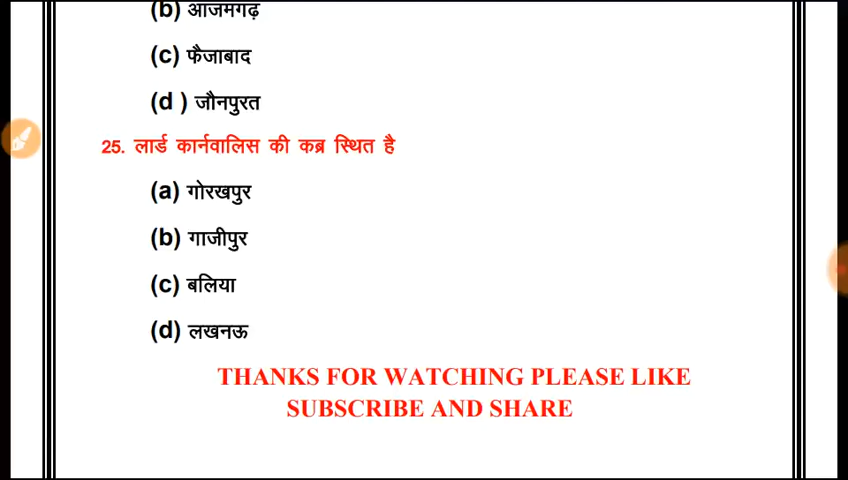 (b) आजमगढ़
(c) फैजाबाद
(d ) जौनपुरत
25. लार्ड कार्नवालिस की कब्र स्थित है
(a) गोरखपुर
(b) गाजीपुर
(c) बलिया
(d) लखनऊ
THANKS FOR WATCHING PLEASE LIKE
SUBSCRIBE AND SHARE